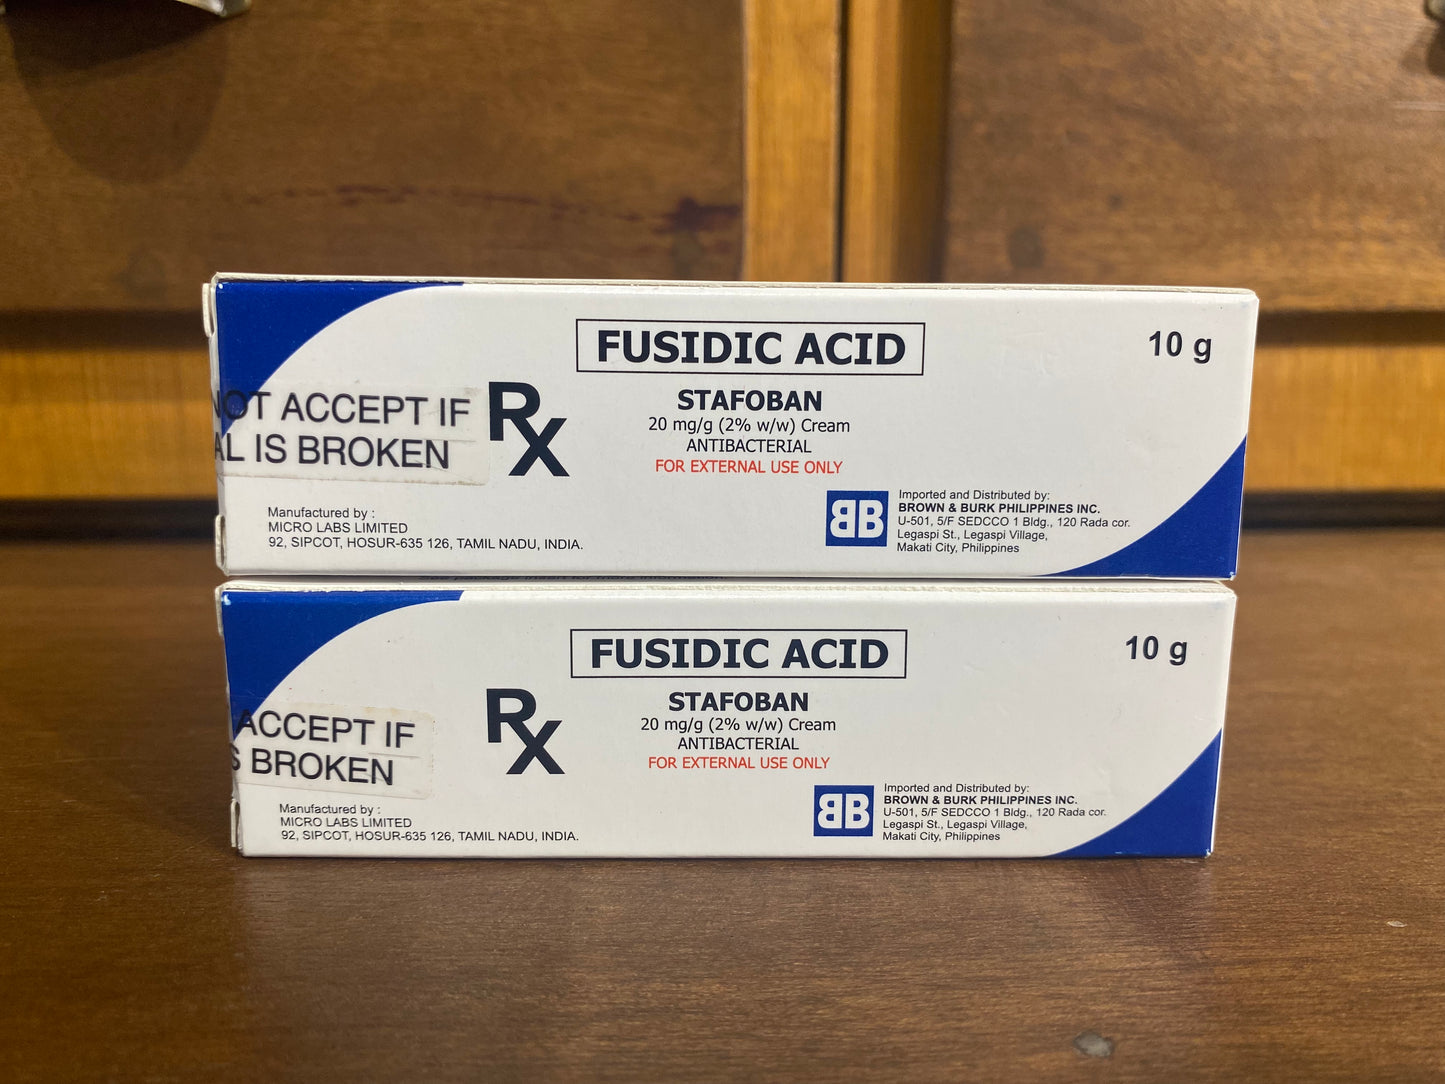 FUSIDIC ACID
10 g
NOT ACCEPT IF
IS BROKEN
Rx
STAFOBAN
20 mg/g (2% w/w) Cream
ANTIBACTERIAL
FOR EXTERNAL USE ONLY
Manufactured by :
MICRO LABS LIMITED
92, SIPCOT, HOSUR-635 126, TAMIL NADU, INDIA.
BB
Imported and Distributed by:
BROWN & BURK PHILIPPINES INC.
U-501, 5/F SEDCCO 1 Bldg., 120 Rada cor.
Legaspi St., Legaspi Village,
Makati City, Philippines
FUSIDIC ACID
10 g
ACCEPT IF
BROKEN
Rx
STAFOBAN
20 mg/g (2% w/w) Cream
ANTIBACTERIAL
FOR EXTERNAL USE ONLY
Manufactured by :
MICRO LABS LIMITED
92, SIPCOT, HOSUR-635 126, TAMIL NADU, INDIA.
BB
Imported and Distributed by:
BROWN & BURK PHILIPPINES INC.
U-501, 5/F SEDCCO 1 Bldg., 120 Rada cor.
Legaspi St., Legaspi Village,
Makati City, Philippines